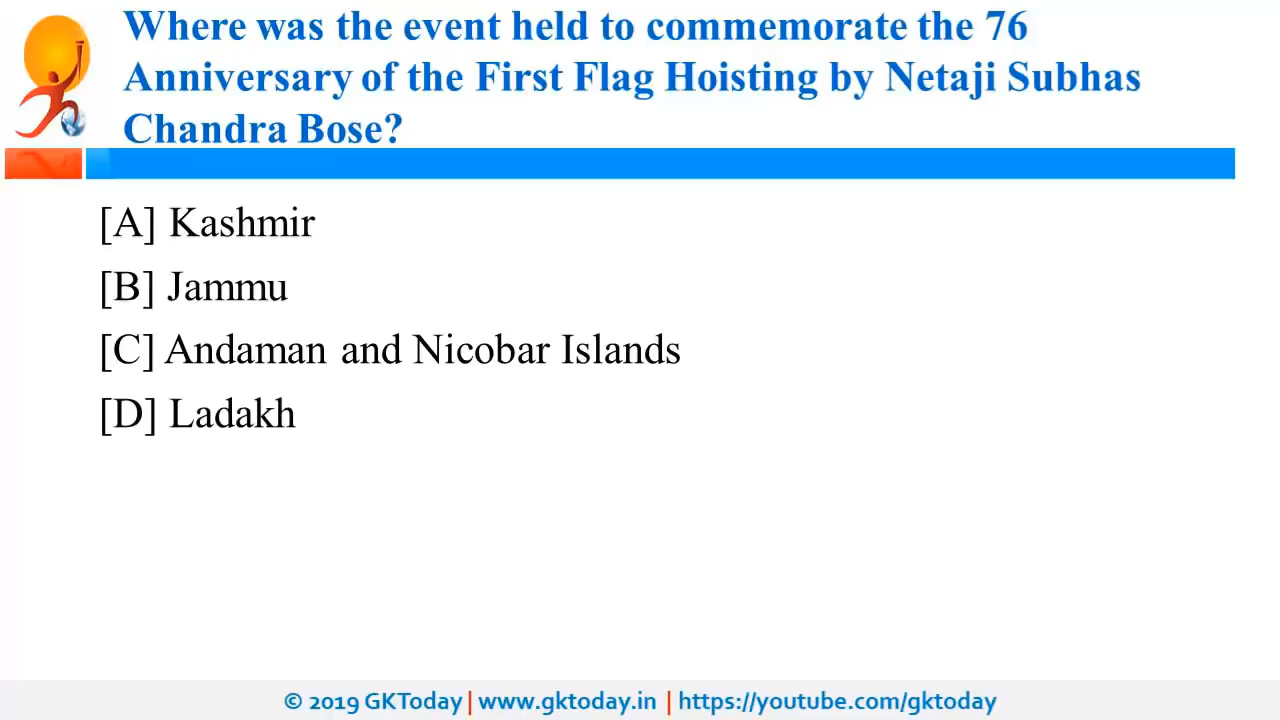 Where was the event held to commemorate the 76
Anniversary of the First Flag Hoisting by Netaji Subhas
Chandra Bose?
[A] Kashmir
[B] Jammu
[C] Andaman and Nicobar Islands
[D] Ladakh
© 2019 GKToday | www.gktoday.in | https://youtube.com/gktoday